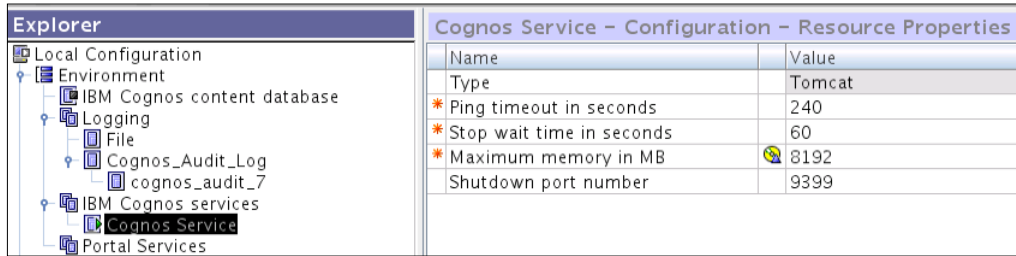 Explorer
Local Configuration
Environment
IBM Cognos content database
Logging
File
Cognos_Audit_Log
cognos_audit_7
IBM Cognos services
Cognos Service
Portal Services
Cognos Service - Configuration - Resource Properties
Name Value
Type Tomcat
* Ping timeout in seconds 240
* Stop wait time in seconds 60
* Maximum memory in MB 8192
Shutdown port number 9399